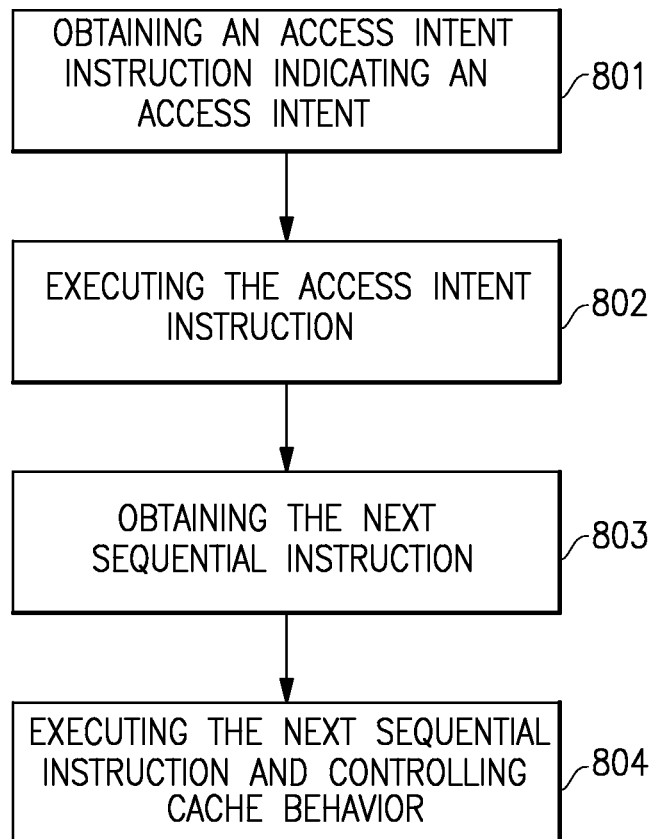 OBTAINING AN ACCESS INTENT
INSTRUCTION INDICATING AN
ACCESS INTENT
801
EXECUTING THE ACCESS INTENT
INSTRUCTION
802
OBTAINING THE NEXT
SEQUENTIAL INSTRUCTION
803
EXECUTING THE NEXT SEQUENTIAL
INSTRUCTION AND CONTROLLING
CACHE BEHAVIOR
804